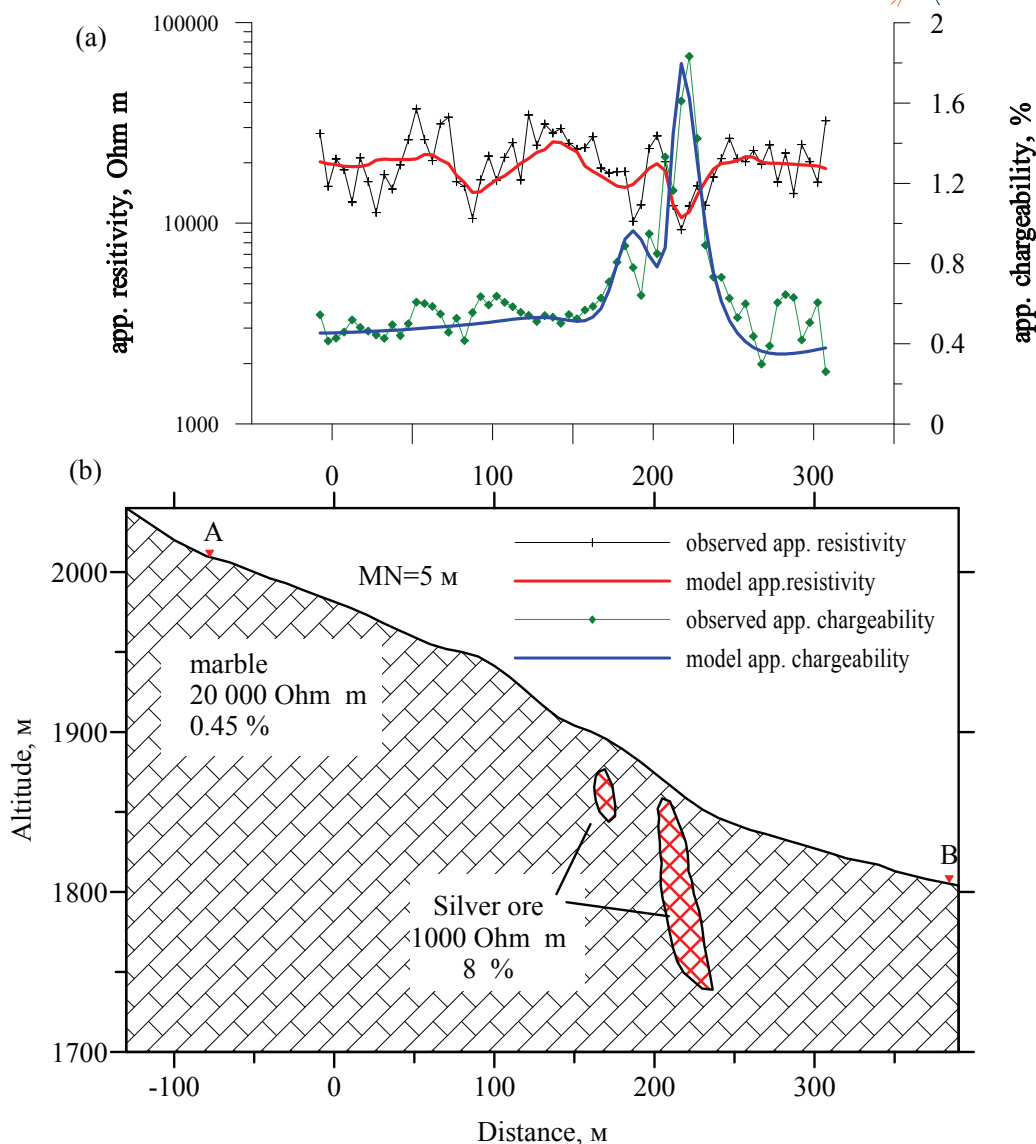 (a)
app. resitivity, Ohm m
100000
10000
1000
app. chargeability, %
2
1.6
1.2
0.8
0.4
0
0 100 200 300
(b)
A
MN=5 м
observed app. resistivity
model app.resistivity
observed app. chargeability
model app. chargeability
marble
20 000 Ohm m
0.45 %
Silver ore
1000 Ohm m
8 %
B
Altitude, м
2000
1900
1800
1700
-100 0 100 200 300
Distance, м